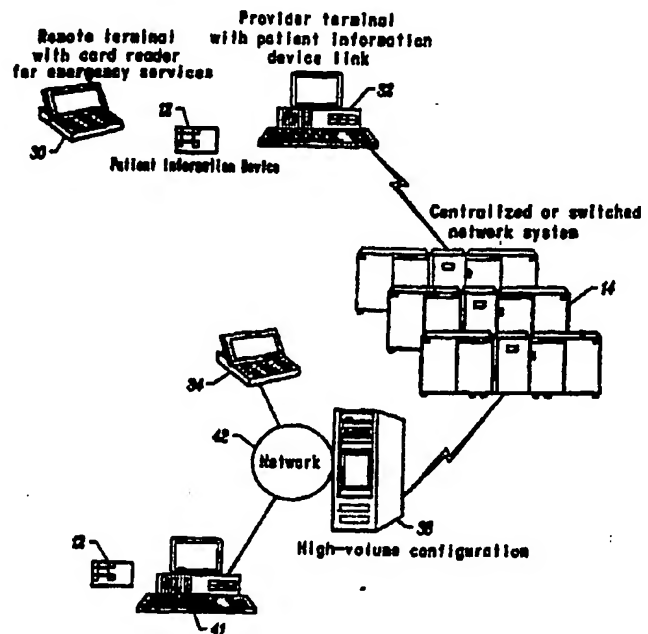 Provider terminal
with patient information
device link
Remote terminal
with card reader
for emergency services
32
12
30
Patient Information Device
Centralized or switched
network system
14
34
42
Network
38
High-volume configuration
12
41